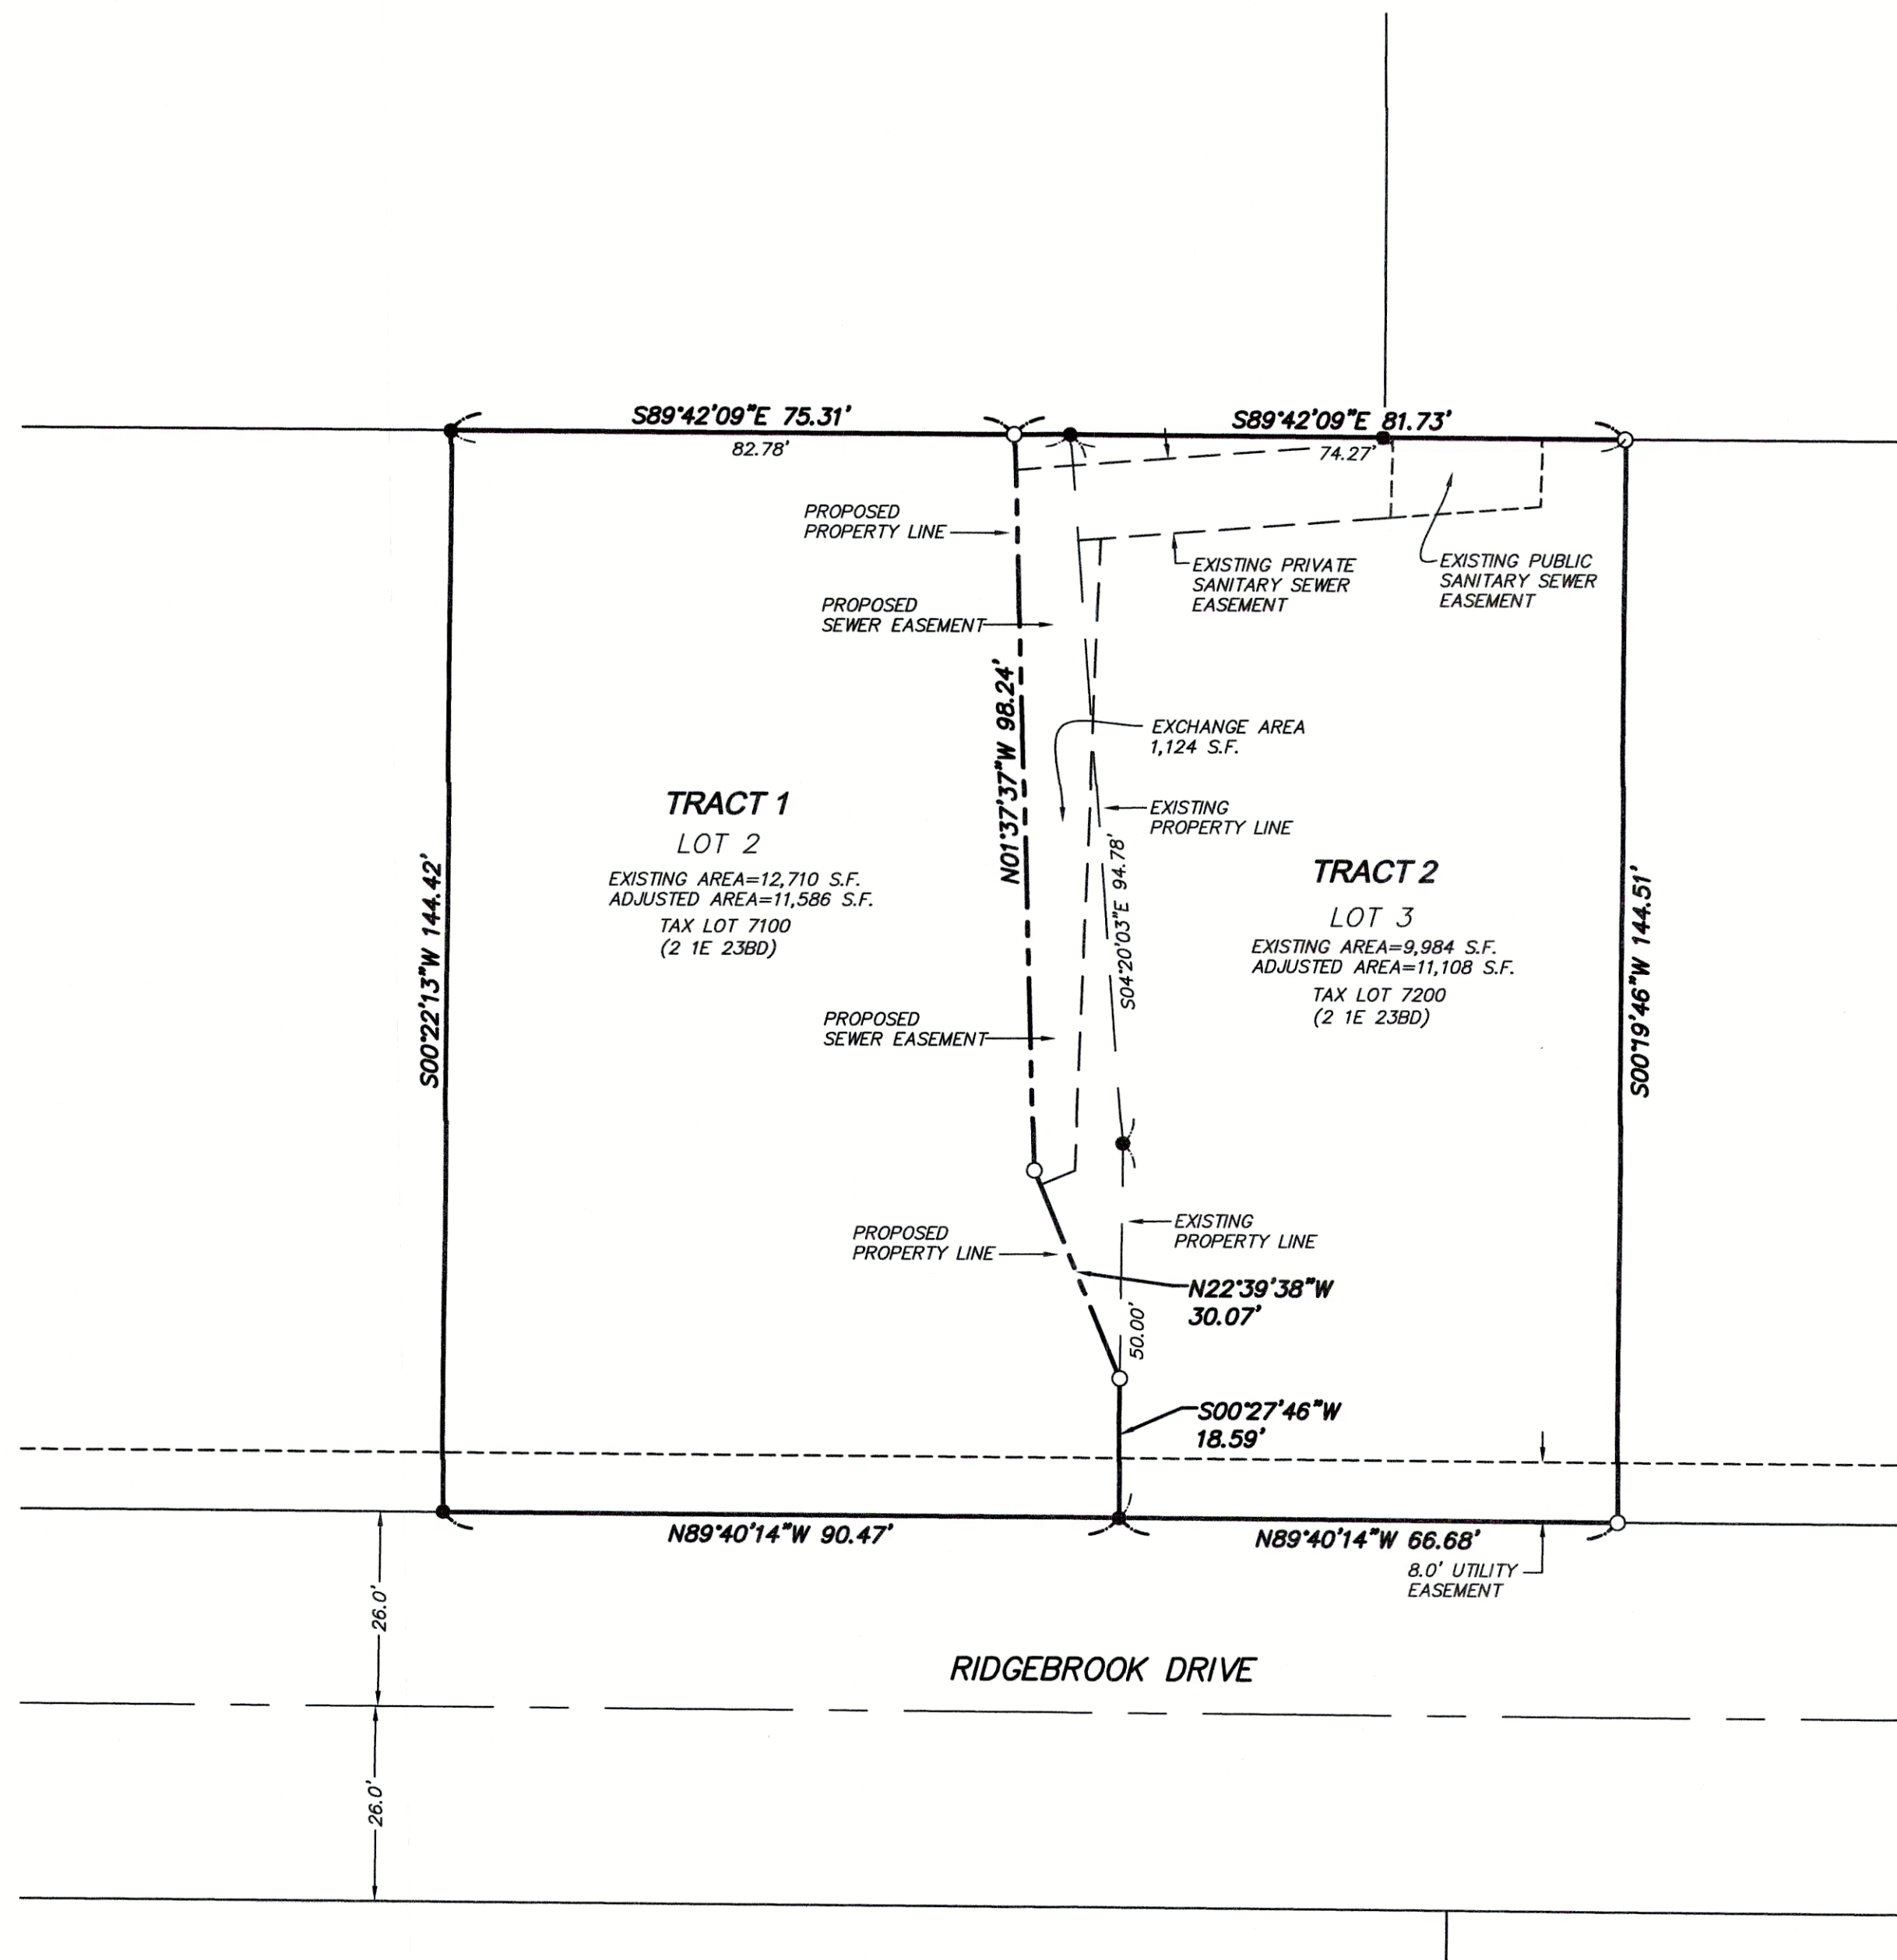 S89°42'09"E 75.31'
82.78'
S89°42'09"E 81.73'
74.27'
PROPOSED
PROPERTY LINE
EXISTING PRIVATE
SANITARY SEWER
EASEMENT
EXISTING PUBLIC
SANITARY SEWER
EASEMENT
PROPOSED
SEWER EASEMENT
N01°37'37"W 98.24'
EXCHANGE AREA
1,124 S.F.
EXISTING
PROPERTY LINE
S04°20'03"E 94.78'
TRACT 1
LOT 2
EXISTING AREA=12,710 S.F.
ADJUSTED AREA=11,586 S.F.
TAX LOT 7100
(2 1E 23BD)
S00°22'13"W 144.42'
TRACT 2
LOT 3
EXISTING AREA=9,984 S.F.
ADJUSTED AREA=11,108 S.F.
TAX LOT 7200
(2 1E 23BD)
S00°19'46"W 144.51'
PROPOSED
SEWER EASEMENT
PROPOSED
PROPERTY LINE
EXISTING
PROPERTY LINE
N22°39'38"W
30.07'
50.00'
S00°27'46"W
18.59'
N89°40'14"W 90.47'
N89°40'14"W 66.68'
8.0' UTILITY
EASEMENT
26.0'
RIDGEBROOK DRIVE
26.0'